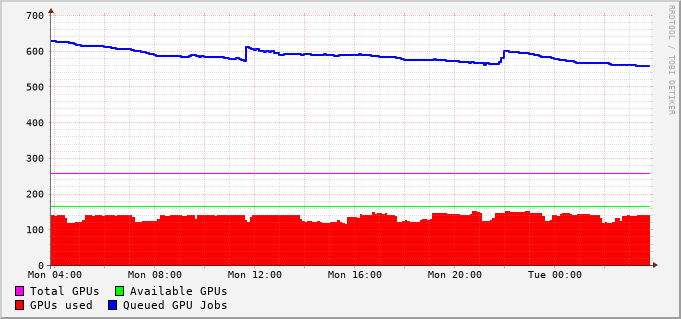 700
600
500
400
300
200
100
0
Mon 04:00 Mon 08:00 Mon 12:00 Mon 16:00 Mon 20:00 Tue 00:00
Total GPUs Available GPUs
GPUs used Queued GPU Jobs
RRDTOOL / TOBI OETIKER